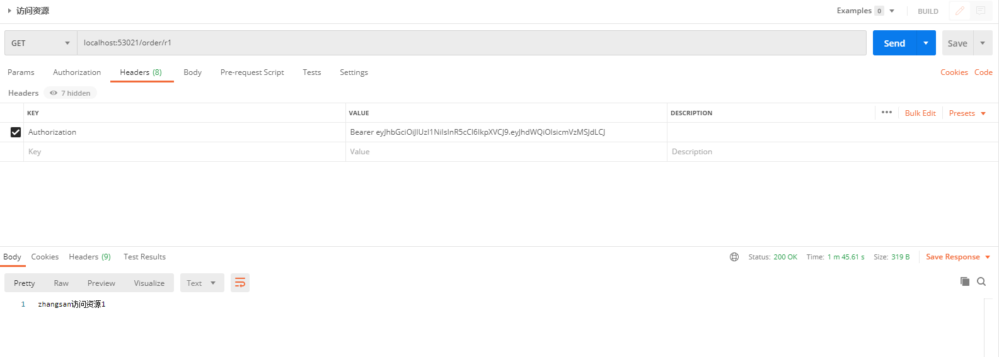 访问资源 Examples 0 BUILD
GET localhost:53021/order/r1 Send Save
Params Authorization Headers (8) Body Pre-request Script Tests Settings Cookies Code
Headers 7 hidden
KEY VALUE DESCRIPTION ••• Bulk Edit Presets
Authorization Bearer eyJhbGciOiJIUzI1NiIsInR5cCI6IkpXVCJ9.eyJhdWQiOlsicmVzMSJdLCJ
Key Value Description
Body Cookies Headers (9) Test Results Status: 200 OK Time: 1 m 45.61 s Size: 319 B Save Response
Pretty Raw Preview Visualize Text
1 zhangsan访问资源1